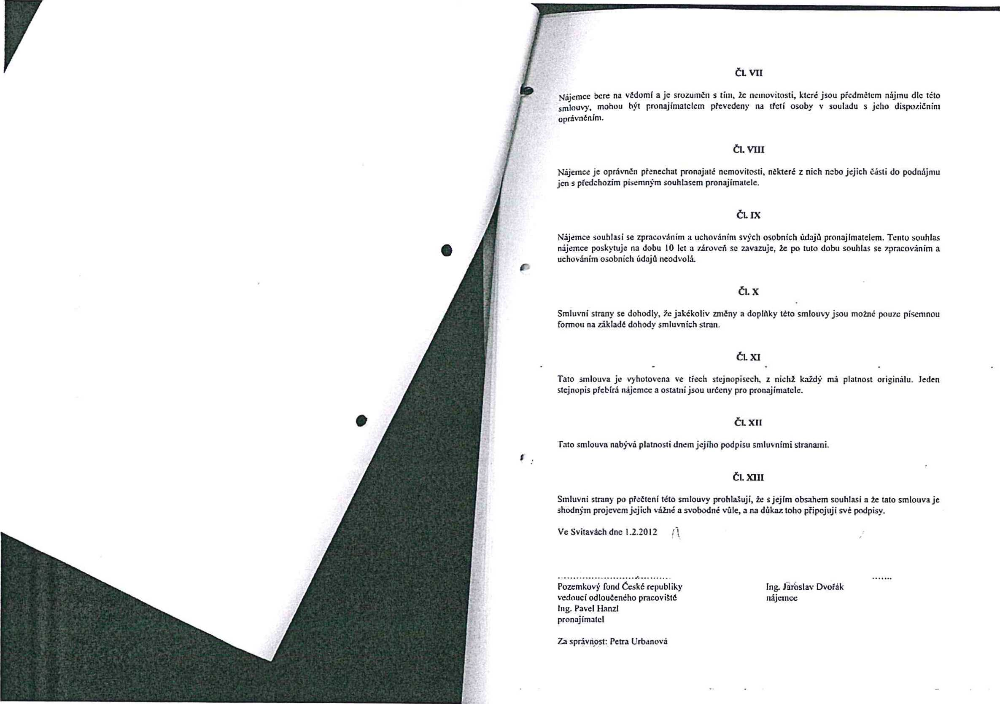 Čl. VII
Nájemce bere na vědomí a je srozuměn s tím, že nemovitosti, které jsou předmětem nájmu dle této
smlouvy, mohou být pronajímatelem převedeny na třetí osoby v souladu s jeho dispozičním
oprávněním.
Čl. VIII
Nájemce je oprávněn přenechat pronajaté nemovitosti, některé z nich nebo jejich části do podnájmu
jen s předchozím písemným souhlasem pronajímatele.
Čl. IX
Nájemce souhlasí se zpracováním a uchováním svých osobních údajů pronajímatelem. Tento souhlas
nájemce poskytuje na dobu 10 let a zároveň se zavazuje, že po tuto dobu souhlas se zpracováním a
uchováním osobních údajů neodvolá.
Čl. X
Smluvní strany se dohodly, že jakékoliv změny a doplňky této smlouvy jsou možné pouze písemnou
formou na základě dohody smluvních stran.
Čl. XI
Tato smlouva je vyhotovena ve třech stejnopisech, z nichž každý má platnost originálu. Jeden
stejnopis přebírá nájemce a ostatní jsou určeny pro pronajímatele.
Čl. XII
Tato smlouva nabývá platnosti dnem jejího podpisu smluvními stranami.
Čl. XIII
Smluvní strany po přečtení této smlouvy prohlašují, že s jejím obsahem souhlasí a že tato smlouva je
shodným projevem jejich vážné a svobodné vůle, a na důkaz toho připojují své podpisy.
Ve Svitavách dne 1.2.2012
Pozemkový fond České republiky
vedoucí odloučeného pracoviště
Ing. Pavel Hanzl
pronajímatel
Ing. Jaroslav Dvořák
nájemce
Za správnost: Petra Urbanová